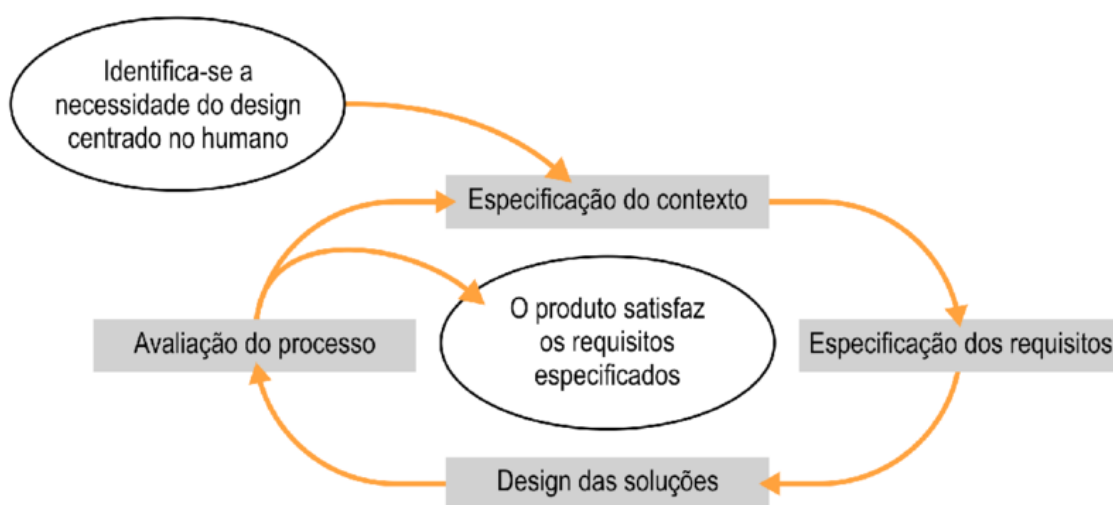 Identifica-se a
necessidade do design
centrado no humano
Especificação do contexto
O produto satisfaz
os requisitos
especificados
Avaliação do processo
Especificação dos requisitos
Design das soluções